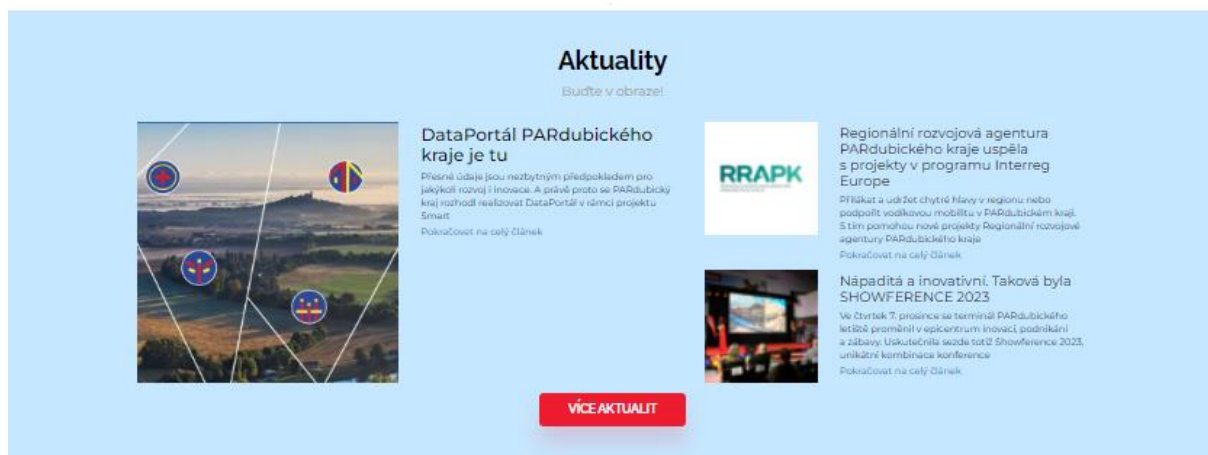 Aktuality
Buďte v obraze!
DataPortál PARdubického
kraje je tu
Přesné údaje jsou nezbytným předpokladem pro
jakýkoli rozvoj i inovace. A právě proto se PARdubický
kraj rozhodl realizovat DataPortál v rámci projektu
Smart
Pokračovat na celý článek
RRAPK
Regionální rozvojová agentura
PARdubického kraje uspěla
s projekty v programu Interreg
Europe
Přilákat a udržet chytré hlavy v regionu nebo
podpořit vodíkovou mobilitu v PARdubickém kraji.
S tím pomohou nové projekty Regionální rozvojové
agentury PARdubického kraje
Pokračovat na celý článek
Nápaditá a inovativní. Taková byla
SHOWFERENCE 2023
Ve čtvrtek 7. prosince se terminál PARdubického
letiště proměnil v epicentrum inovací, podnikání
a zábavy. Uskutečnila se zde totiž Showference 2023,
unikátní kombinace konference
Pokračovat na celý článek
VÍCE AKTUALIT